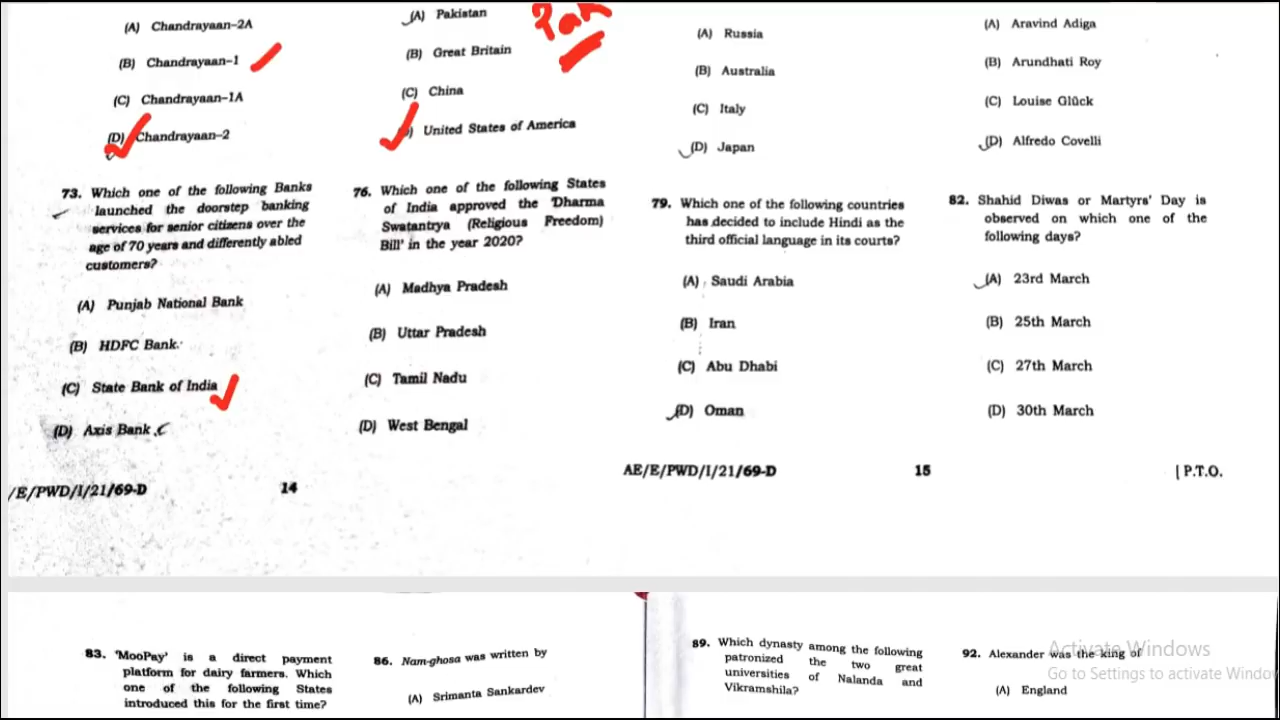 (A) Chandrayaan-2A
(B) Chandrayaan-1
(C) Chandrayaan-1A
(D) Chandrayaan-2
73. Which one of the following Banks
launched the doorstep banking
services for senior citizens over the
age of 70 years and differently abled
customers?
(A) Punjab National Bank
(B) HDFC Bank
(C) State Bank of India
(D) Axis Bank
/E/PWD/I/21/69-D
14
(A) Pakistan
(B) Great Britain
(C) China
United States of America
76. Which one of the following States
of India approved the 'Dharma
Swatantrya (Religious Freedom)
Bill' in the year 2020?
(A) Madhya Pradesh
(B) Uttar Pradesh
(C) Tamil Nadu
(D) West Bengal
(A) Russia
(B) Australia
(C) Italy
(D) Japan
79. Which one of the following countries
has decided to include Hindi as the
third official language in its courts?
(A) Saudi Arabia
(B) Iran
(C) Abu Dhabi
(D) Oman
AE/E/PWD/I/21/69-D
15
(A) Aravind Adiga
(B) Arundhati Roy
(C) Louise Glück
(D) Alfredo Covelli
82. Shahid Diwas or Martyrs' Day is
observed on which one of the
following days?
(A) 23rd March
(B) 25th March
(C) 27th March
(D) 30th March
[ P.T.O.
83. 'MooPay' is a direct payment
platform for dairy farmers. Which
one of the following States
introduced this for the first time?
86. Nam-ghosa was written by
(A) Srimanta Sankardev
89. Which dynasty among the following
patronized the two great
universities of Nalanda and
Vikramshila?
92. Alexander was the king of
(A) England
Activate Windows
Go to Settings to activate Windo